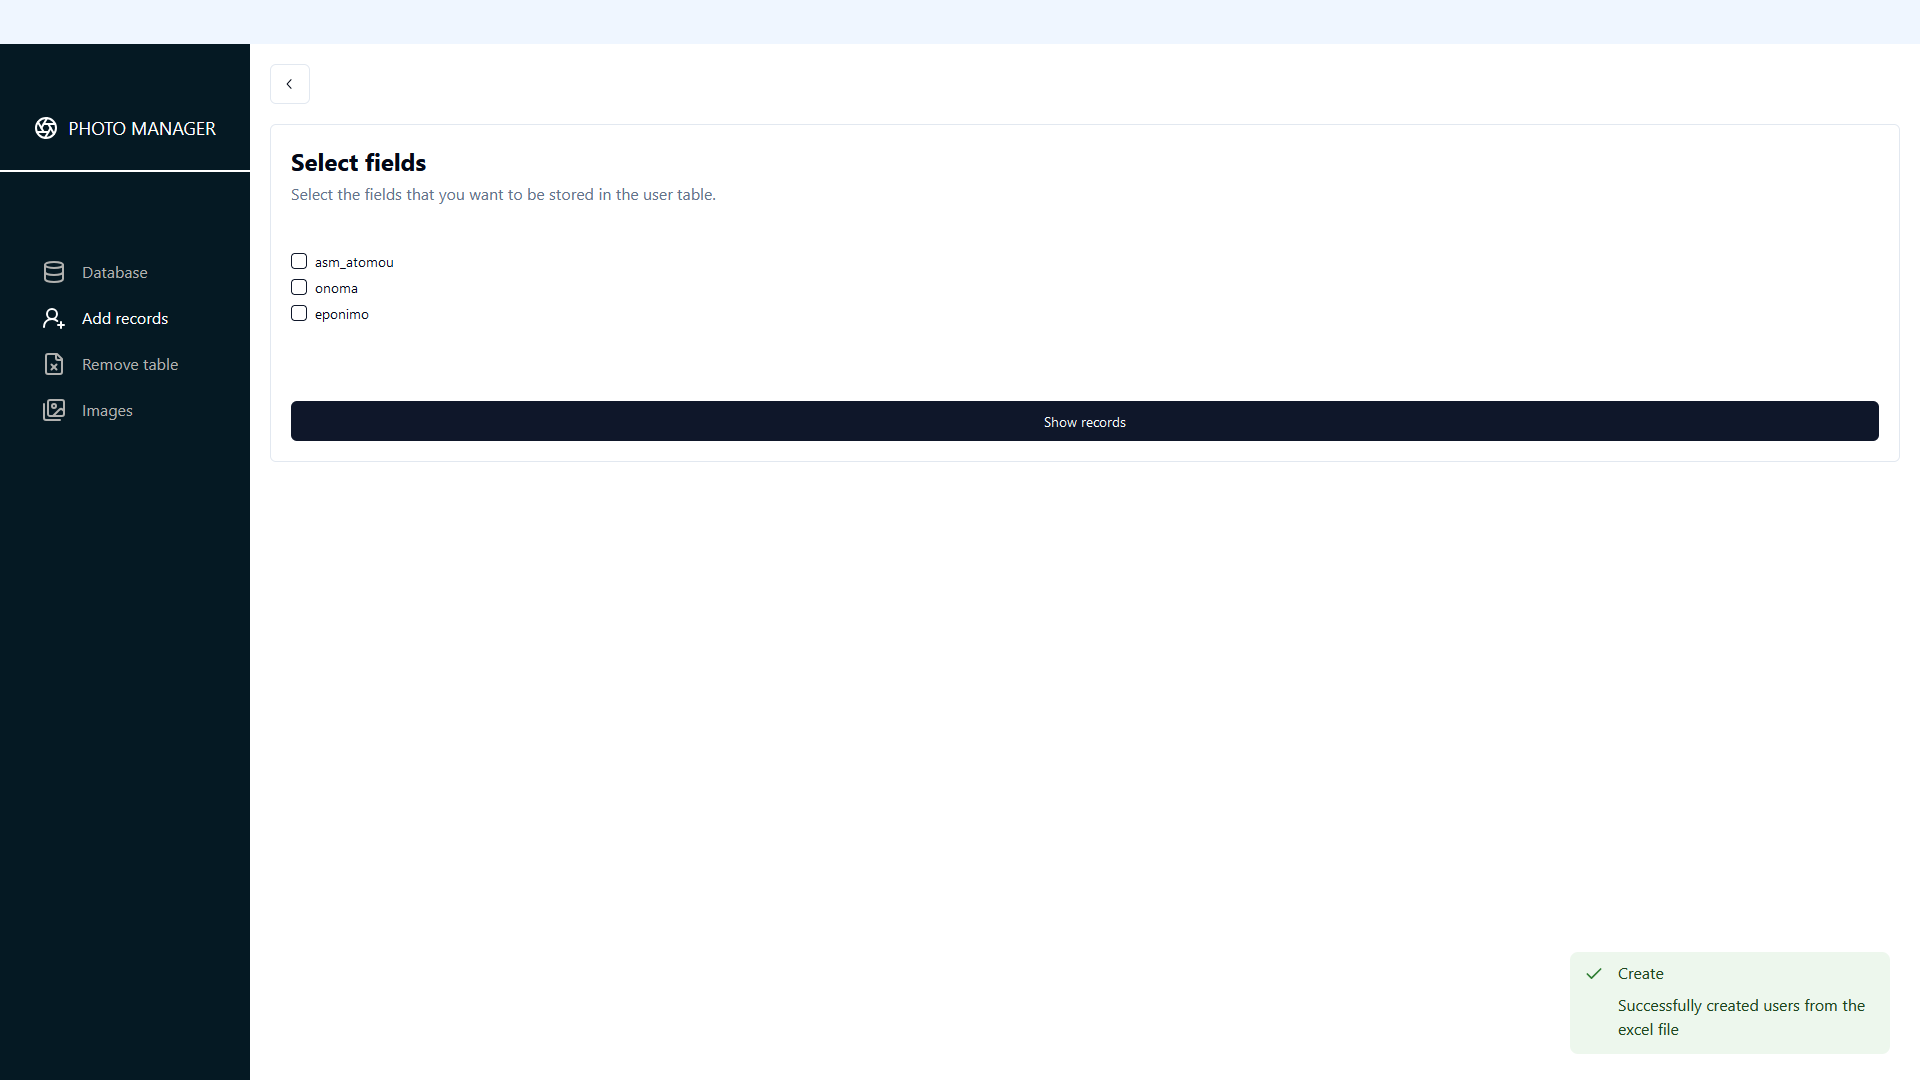 PHOTO MANAGER
Database
Add records
Remove table
Images
Select fields
Select the fields that you want to be stored in the user table.
asm_atomou
onoma
eponimo
Show records
Create
Successfully created users from the
excel file